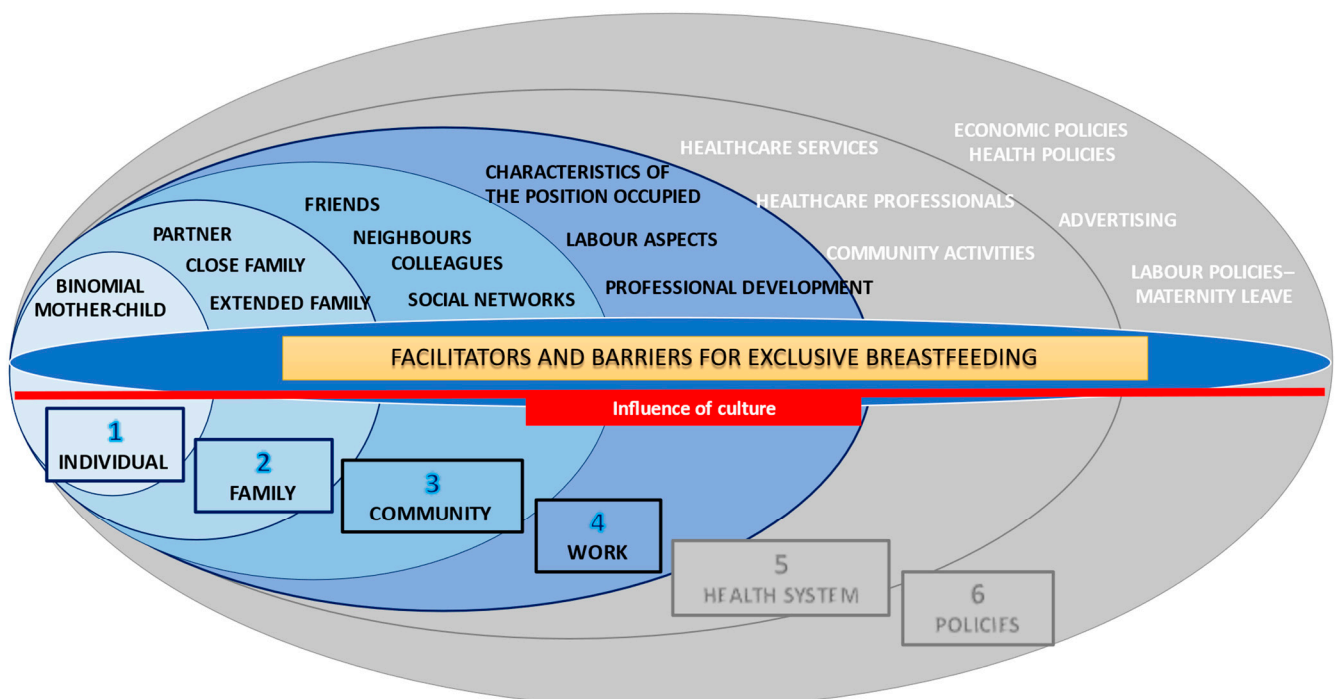 ECONOMIC POLICIES
HEALTH POLICIES
HEALTHCARE SERVICES
CHARACTERISTICS OF
THE POSITION OCCUPIED
HEALTHCARE PROFESSIONALS
FRIENDS
ADVERTISING
PARTNER
NEIGHBOURS
COLLEAGUES
LABOUR ASPECTS
COMMUNITY ACTIVITIES
CLOSE FAMILY
LABOUR POLICIES–
MATERNITY LEAVE
BINOMIAL
MOTHER-CHILD
EXTENDED FAMILY
SOCIAL NETWORKS
PROFESSIONAL DEVELOPMENT
FACILITATORS AND BARRIERS FOR EXCLUSIVE BREASTFEEDING
Influence of culture
1
INDIVIDUAL
2
FAMILY
3
COMMUNITY
4
WORK
5
HEALTH SYSTEM
6
POLICIES